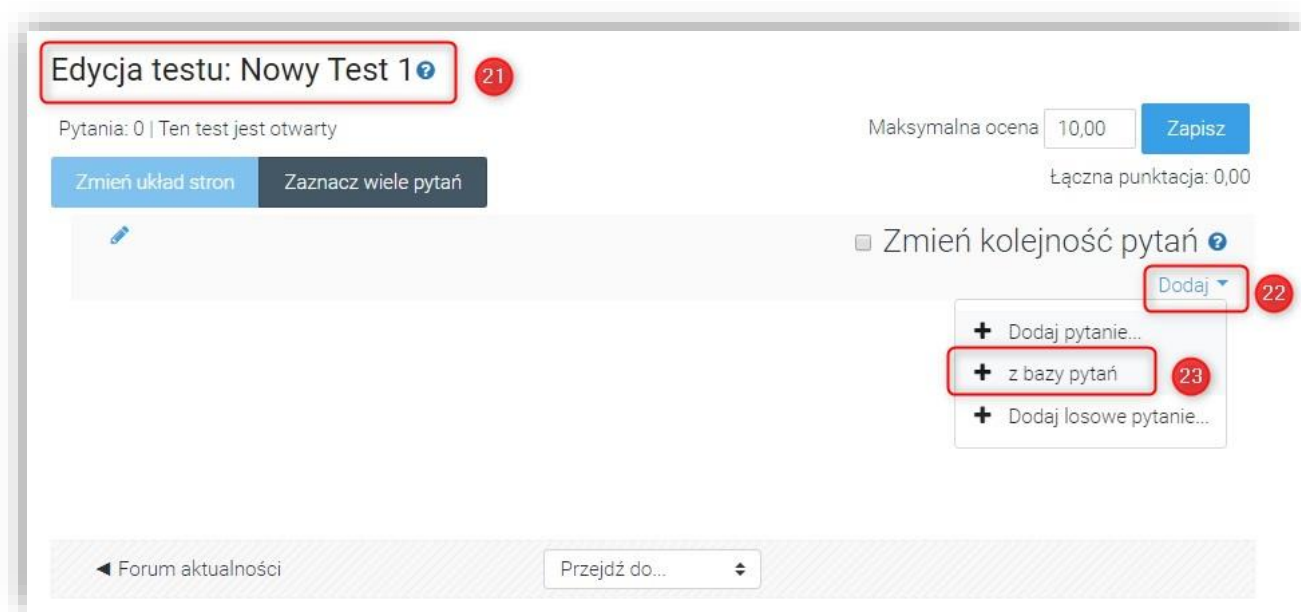 Edycja testu: Nowy Test 1
21
Pytania: 0 | Ten test jest otwarty
Maksymalna ocena 10,00 Zapisz
Zmień układ stron Zaznacz wiele pytań
Łączna punktacja: 0,00
Zmień kolejność pytań
Dodaj
22
Dodaj pytanie...
z bazy pytań
23
Dodaj losowe pytanie...
◄ Forum aktualności
Przejdź do...